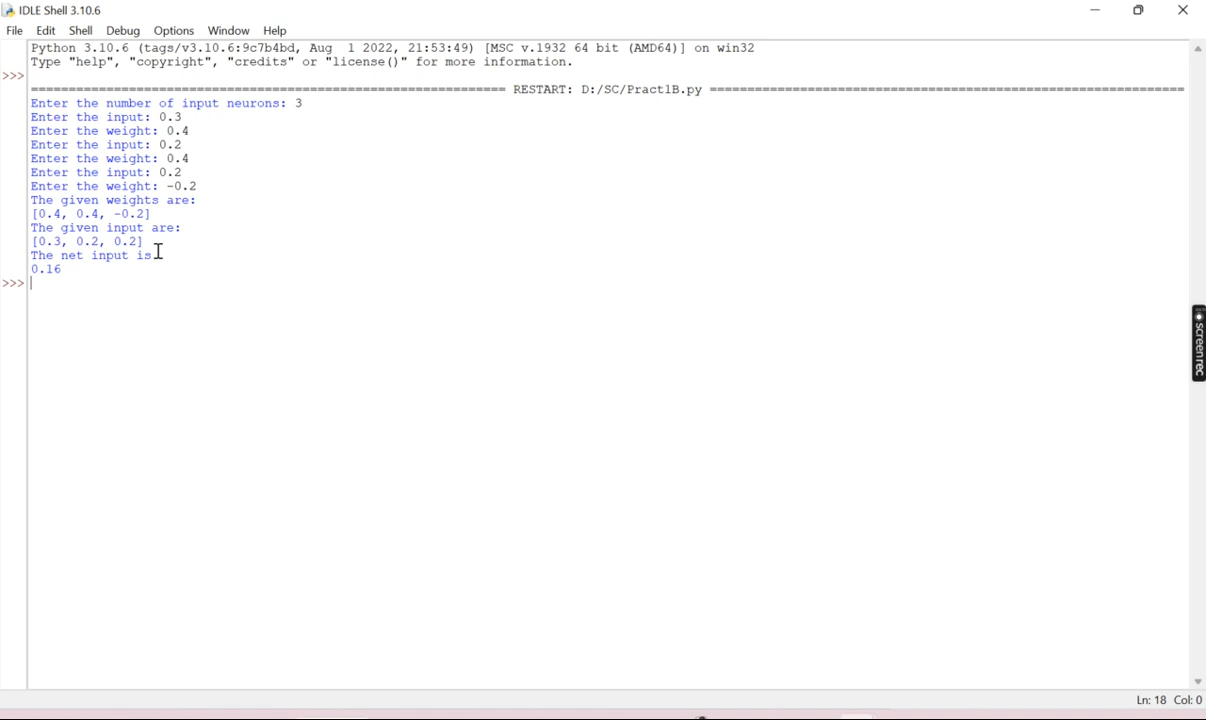 IDLE Shell 3.10.6
File Edit Shell Debug Options Window Help
Python 3.10.6 (tags/v3.10.6:9c7b4bd, Aug  1 2022, 21:53:49) [MSC v.1932 64 bit (AMD64)] on win32
Type "help", "copyright", "credits" or "license()" for more information.
>>>
=============================================================== RESTART: D:/SC/Pract1B.py ===============================================================
Enter the number of input neurons: 3
Enter the input: 0.3
Enter the weight: 0.4
Enter the input: 0.2
Enter the weight: 0.4
Enter the input: 0.2
Enter the weight: -0.2
The given weights are:
[0.4, 0.4, -0.2]
The given input are:
[0.3, 0.2, 0.2]
The net input is
0.16
>>>
screenrec
Ln: 18 Col: 0